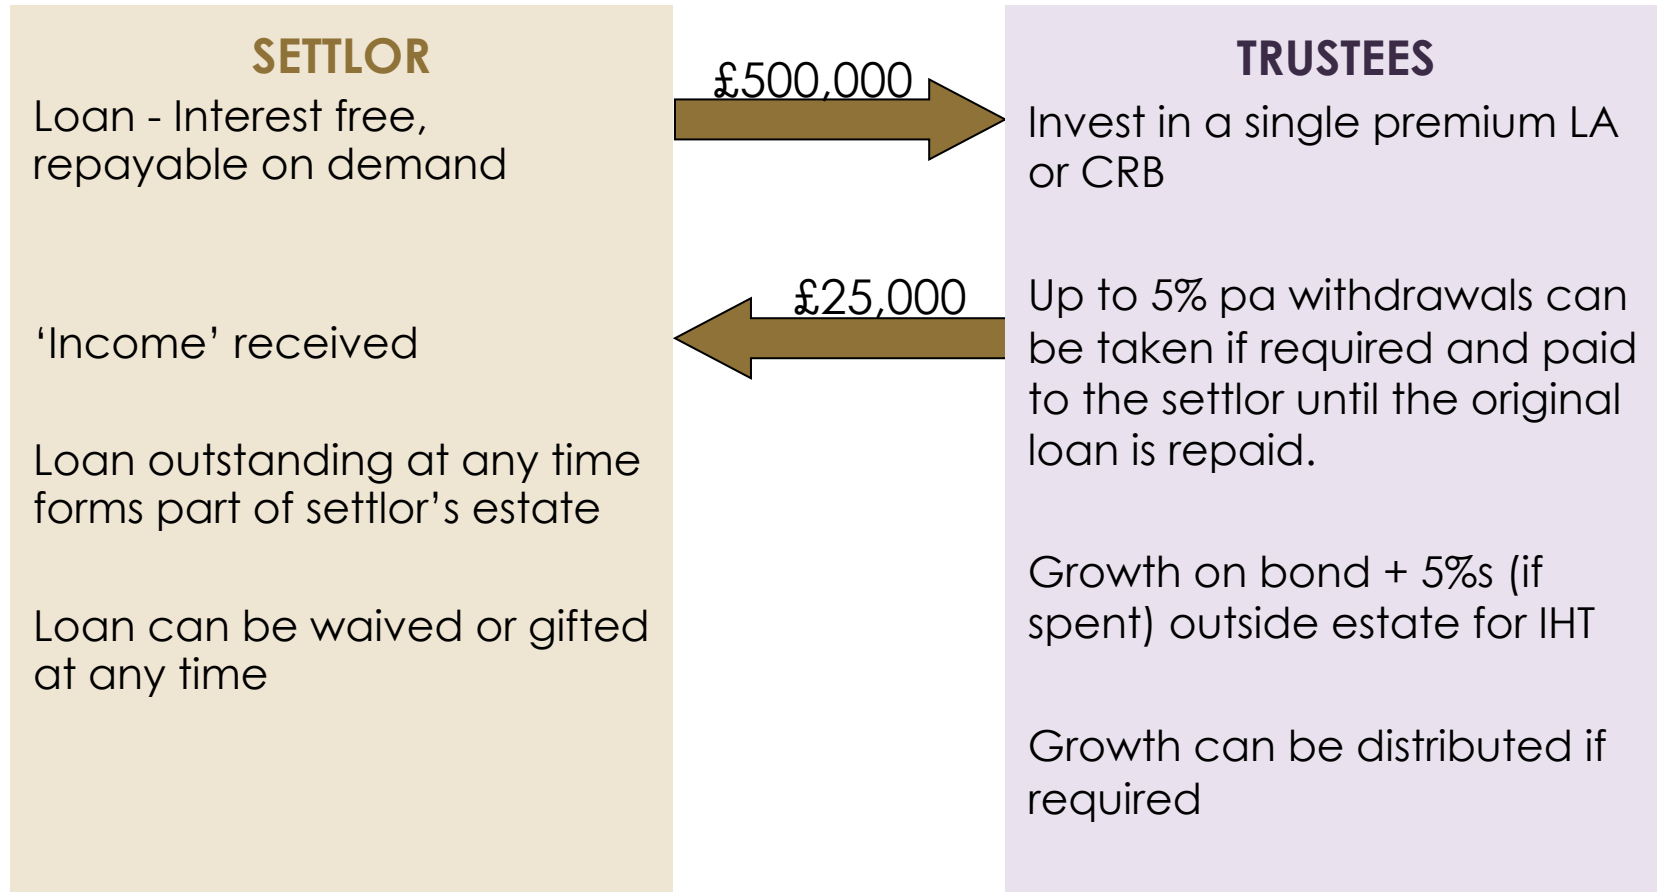 SETTLOR
Loan - Interest free,
repayable on demand
‘Income’ received
Loan outstanding at any time
forms part of settlor’s estate
Loan can be waived or gifted
at any time
£500,000
£25,000
TRUSTEES
Invest in a single premium LA
or CRB
Up to 5% pa withdrawals can
be taken if required and paid
to the settlor until the original
loan is repaid.
Growth on bond + 5%s (if
spent) outside estate for IHT
Growth can be distributed if
required